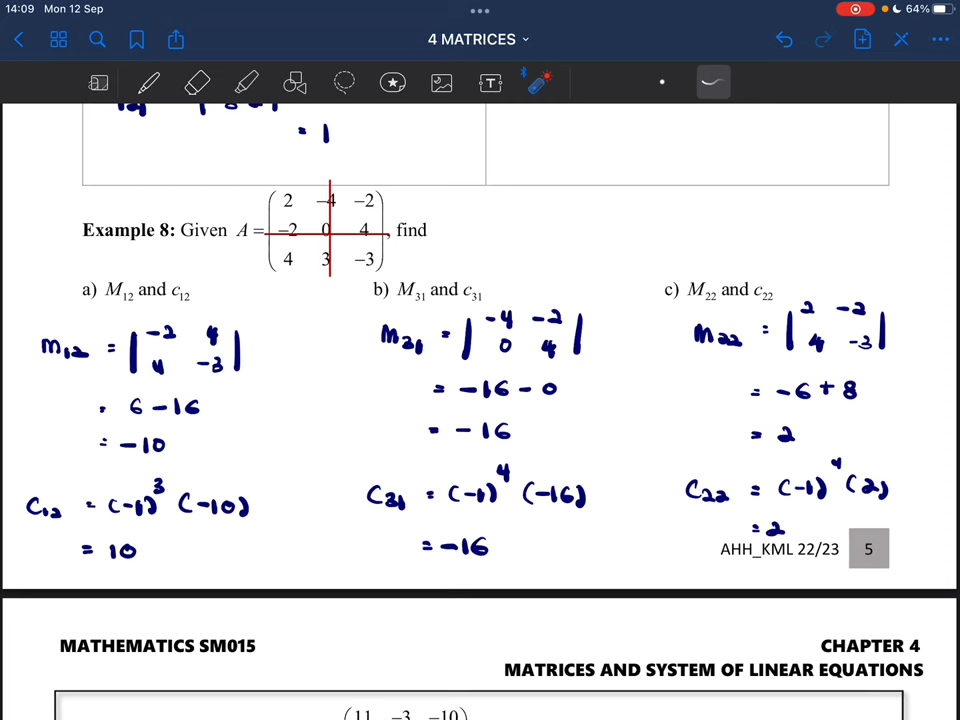 14:09 Mon 12 Sep
64%
4 MATRICES
T
= 1
Example 8: Given A = ( 2 −4 −2
−2 0 4
4 3 −3 ), find
a) M12 and c12
b) M31 and c31
c) M22 and c22
M12 = | −2 4
4 −3 |
= 6 − 16
= −10
C12 = (−1)^3 (−10)
= 10
M31 = | −4 −2
0 4 |
= −16 − 0
= −16
C31 = (−1)^4 (−16)
= −16
M22 = | 2 −2
4 −3 |
= −6 + 8
= 2
C22 = (−1)^4 (2)
= 2
AHH_KML 22/23 5
MATHEMATICS SM015
CHAPTER 4
MATRICES AND SYSTEM OF LINEAR EQUATIONS
(11 −3 −10)